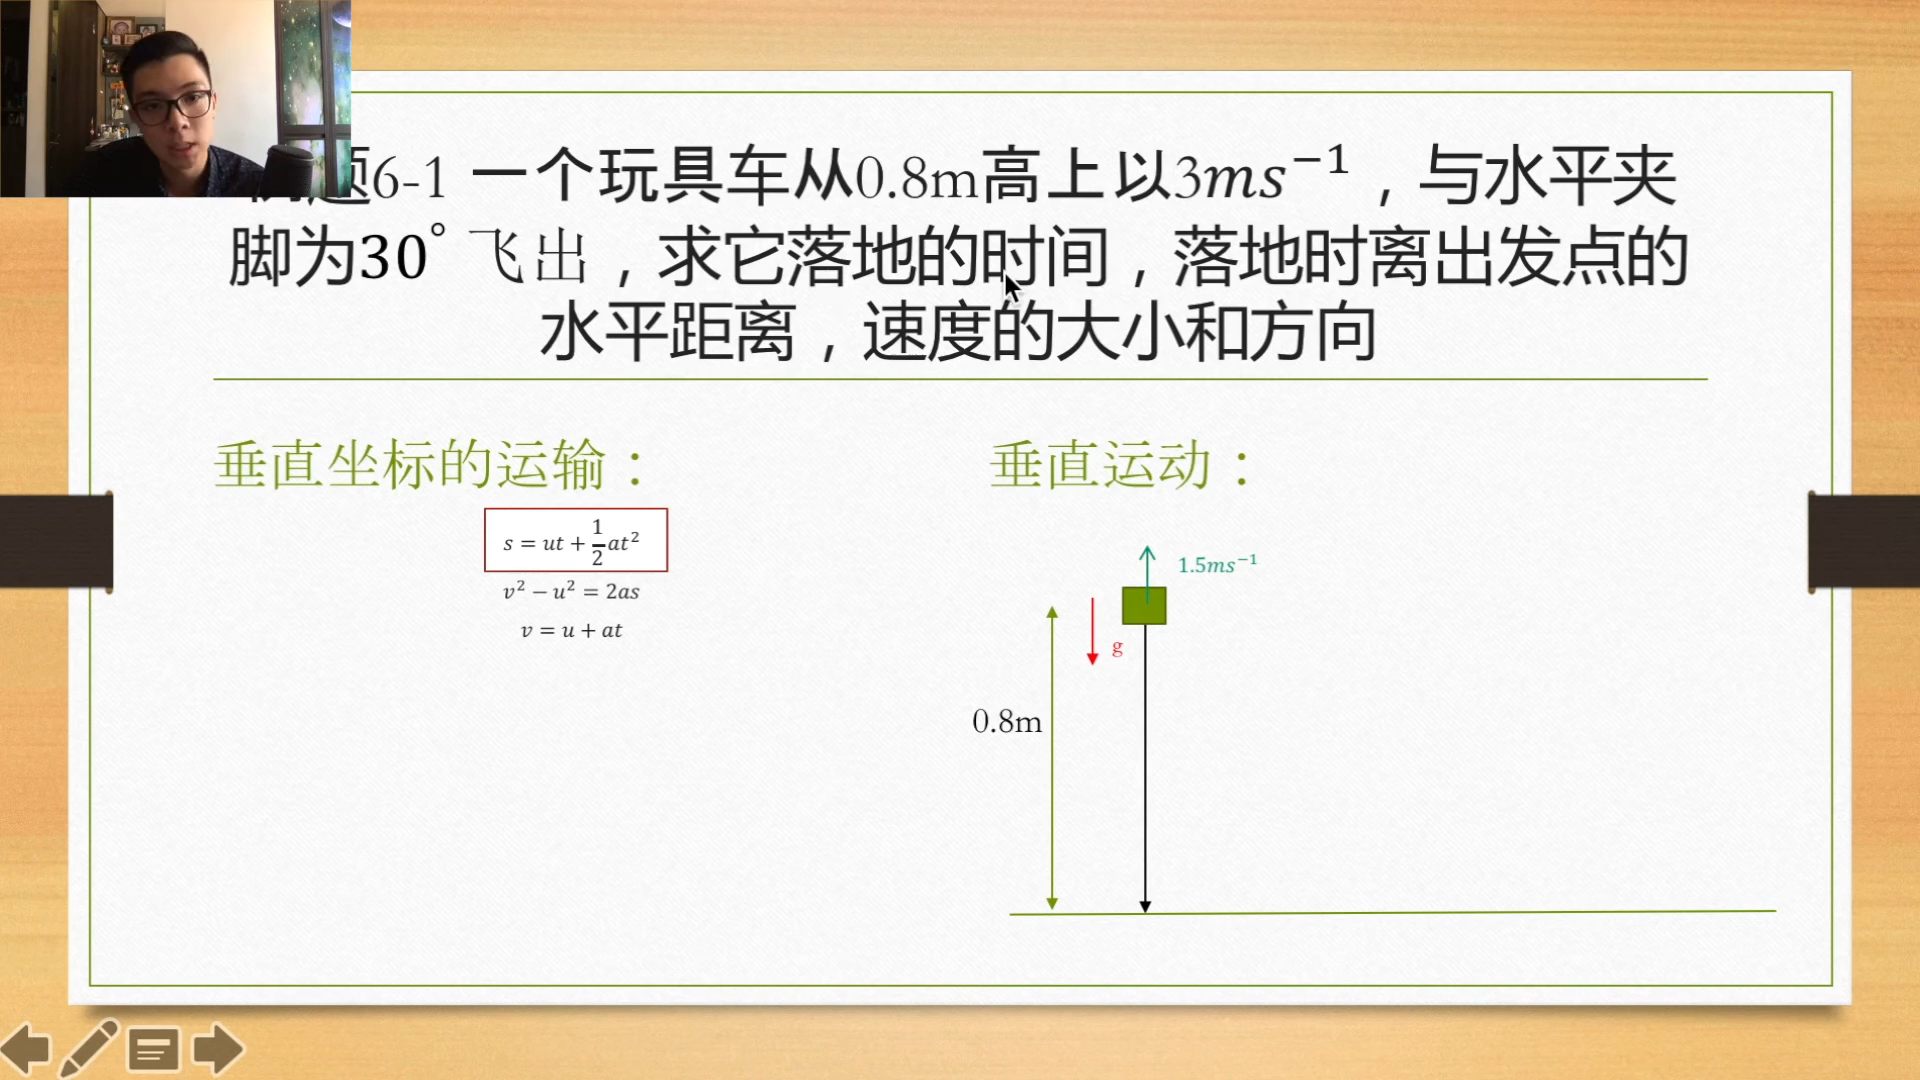 题6-1 一个玩具车从0.8m高上以3ms⁻¹，与水平夹
脚为30°飞出，求它落地的时间，落地时离出发点的
水平距离，速度的大小和方向
垂直坐标的运输：
s = ut + \frac{1}{2}at²
v² − u² = 2as
v = u + at
垂直运动：
1.5ms⁻¹
g
0.8m